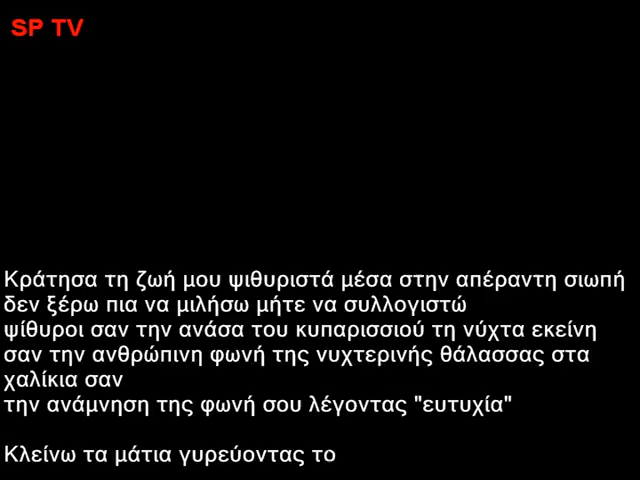 SP TV
Κράτησα τη ζωή μου ψιθυριστά μέσα στην απέραντη σιωπή
δεν ξέρω πια να μιλήσω μήτε να συλλογιστώ
ψίθυροι σαν την ανάσα του κυπαρισσιού τη νύχτα εκείνη
σαν την ανθρώπινη φωνή της νυχτερινής θάλασσας στα
χαλίκια σαν
την ανάμνηση της φωνή σου λέγοντας "ευτυχία"
Κλείνω τα μάτια γυρεύοντας το